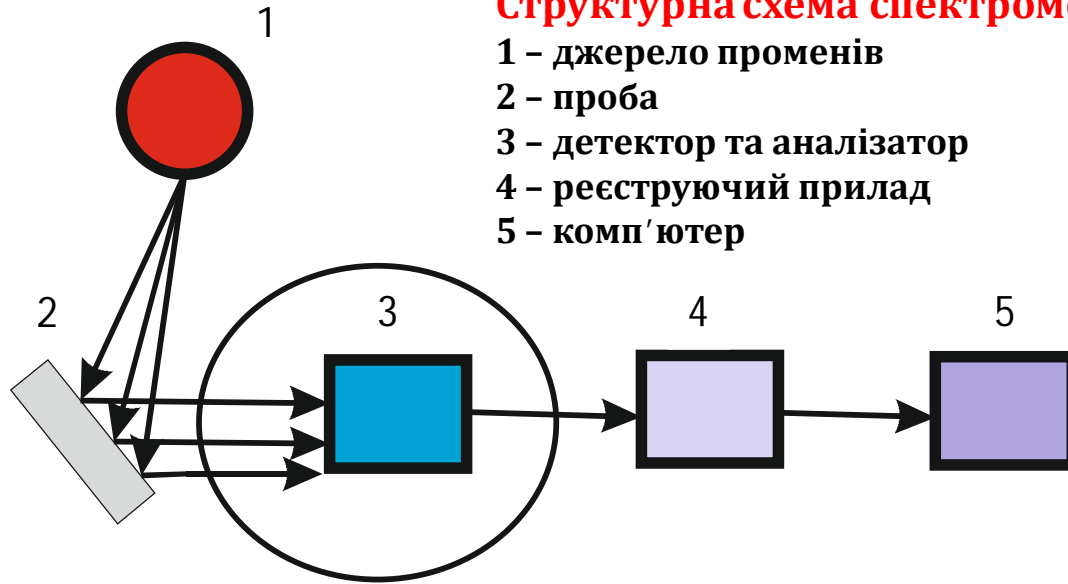 1
Структурна схема
1 – джерело променів
2 – проба
3 – детектор та аналізатор
4 – реєструючий прилад
5 – комп′ютер
2
3
4
5